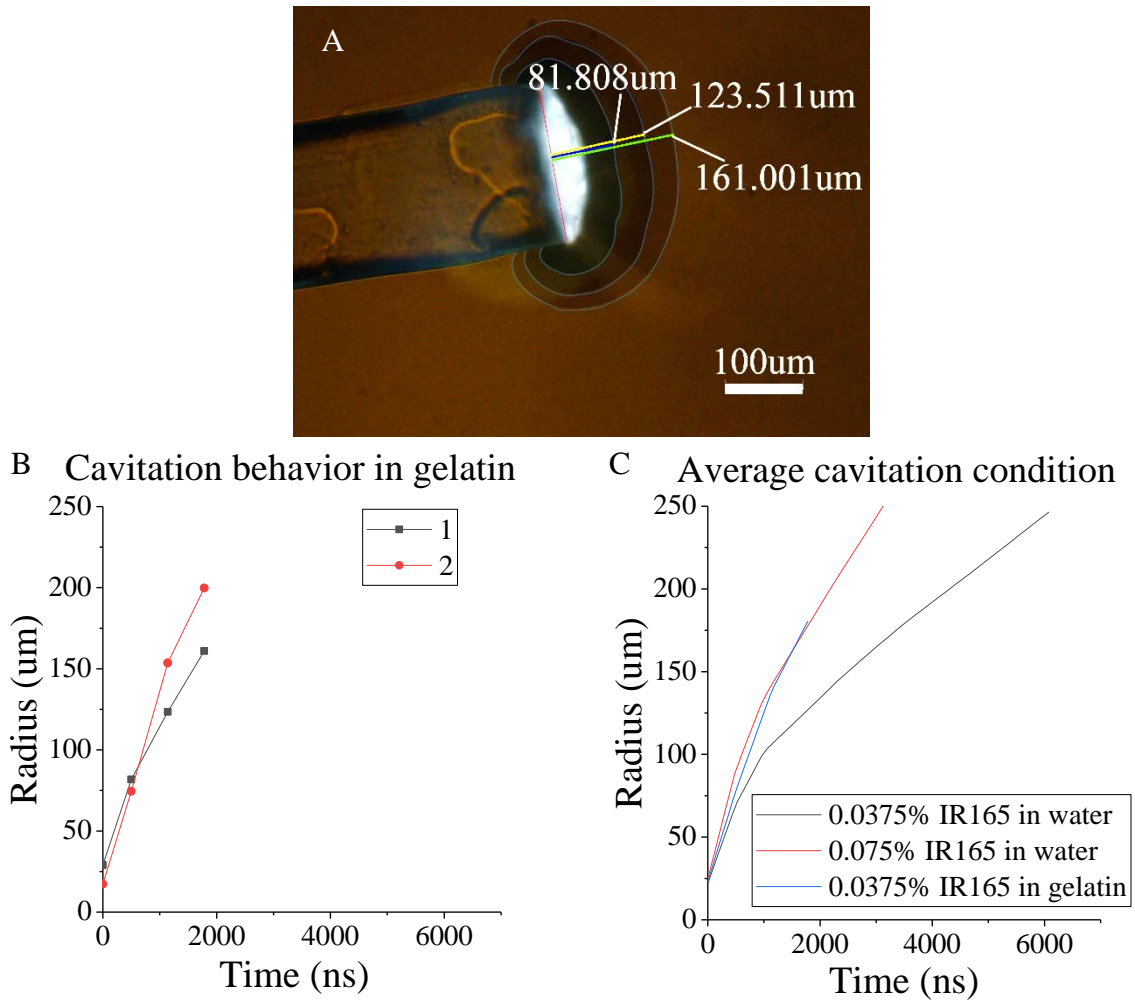 A
81.808um
123.511um
161.001um
100um
B
Cavitation behavior in gelatin
250
200
150
100
50
0
0
2000
4000
6000
Radius (um)
Time (ns)
1
2
C
Average cavitation condition
250
200
150
100
50
0
0
2000
4000
6000
Radius (um)
Time (ns)
0.0375% IR165 in water
0.075% IR165 in water
0.0375% IR165 in gelatin